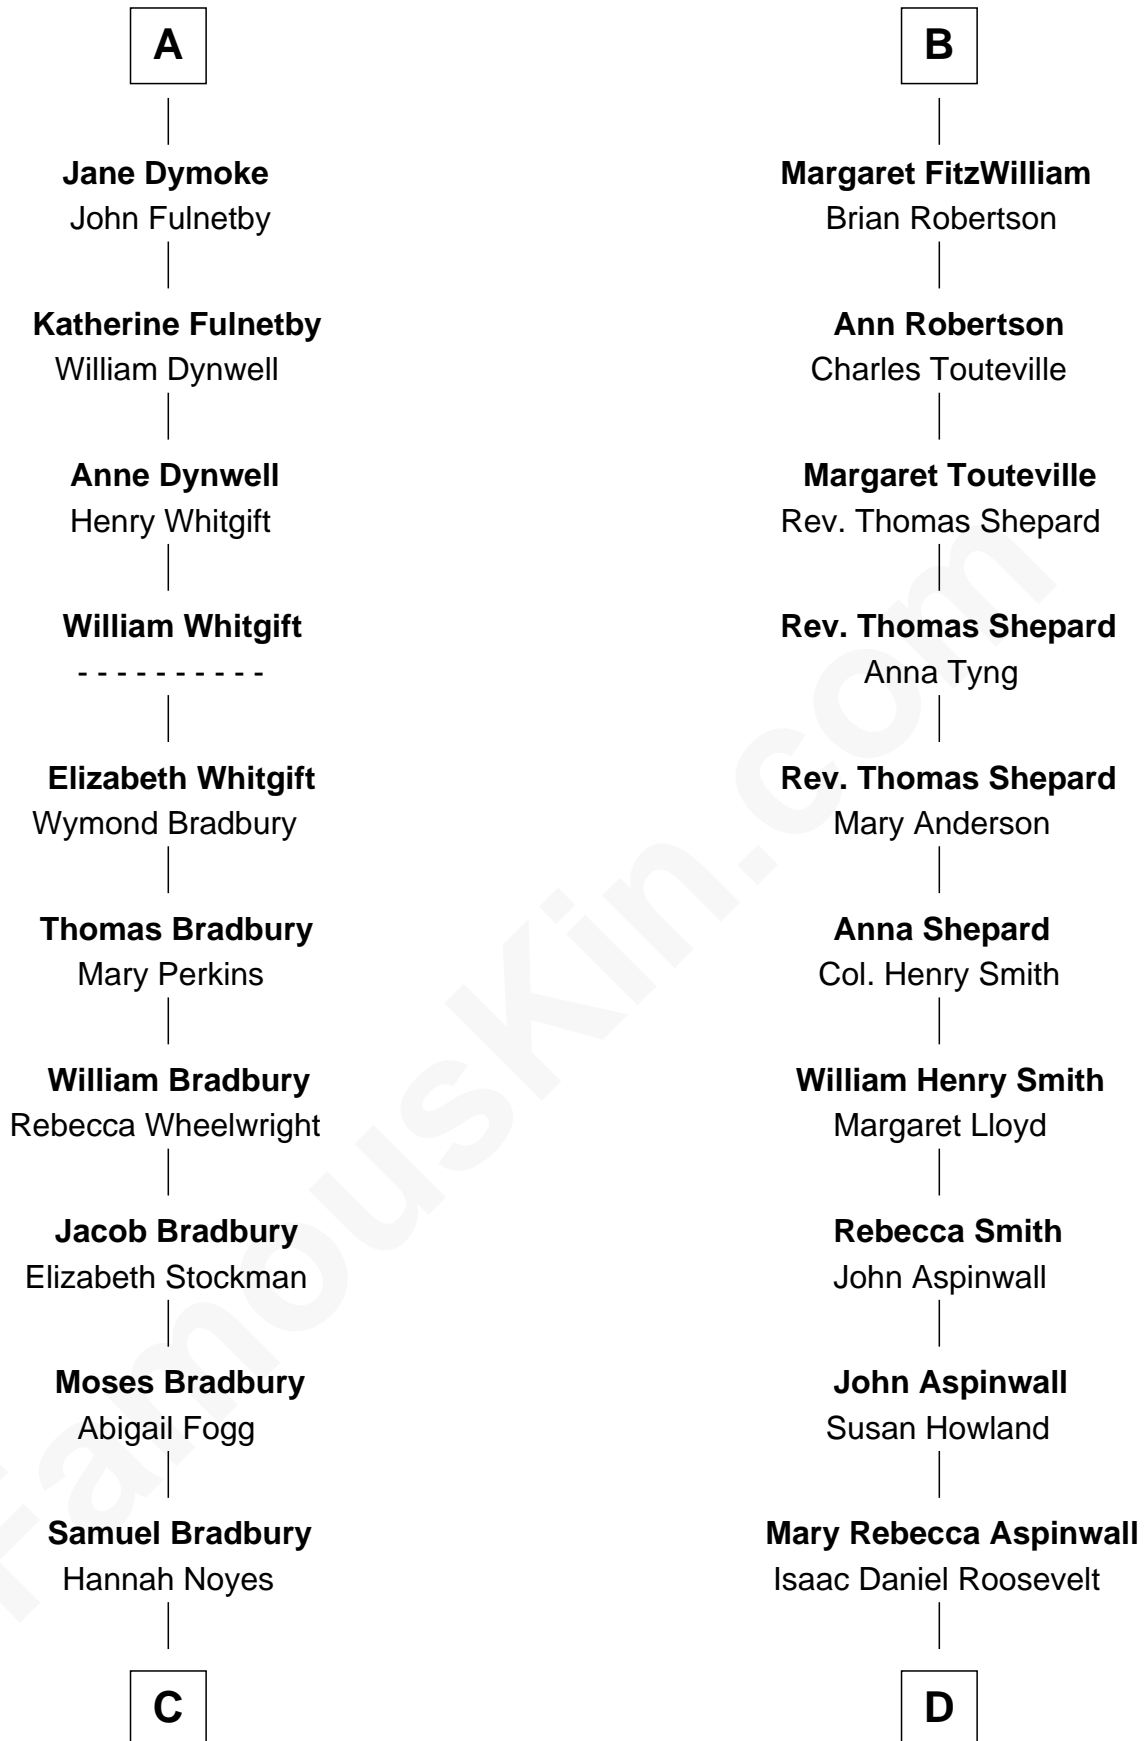 A
Jane Dymoke
John Fulnetby
Katherine Fulnetby
William Dynwell
Anne Dynwell
Henry Whitgift
William Whitgift
- - - - - - - - - -
Elizabeth Whitgift
Wymond Bradbury
Thomas Bradbury
Mary Perkins
William Bradbury
Rebecca Wheelwright
Jacob Bradbury
Elizabeth Stockman
Moses Bradbury
Abigail Fogg
Samuel Bradbury
Hannah Noyes
C
B
Margaret FitzWilliam
Brian Robertson
Ann Robertson
Charles Touteville
Margaret Touteville
Rev. Thomas Shepard
Rev. Thomas Shepard
Anna Tyng
Rev. Thomas Shepard
Mary Anderson
Anna Shepard
Col. Henry Smith
William Henry Smith
Margaret Lloyd
Rebecca Smith
John Aspinwall
John Aspinwall
Susan Howland
Mary Rebecca Aspinwall
Isaac Daniel Roosevelt
D
FamousKin.com